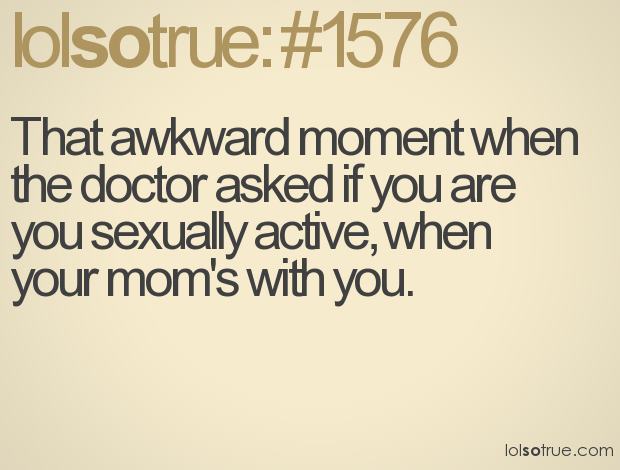 lolsotrue: #1576
That awkward moment when
the doctor asked if you are
you sexually active, when
your mom's with you.
lolsotrue.com